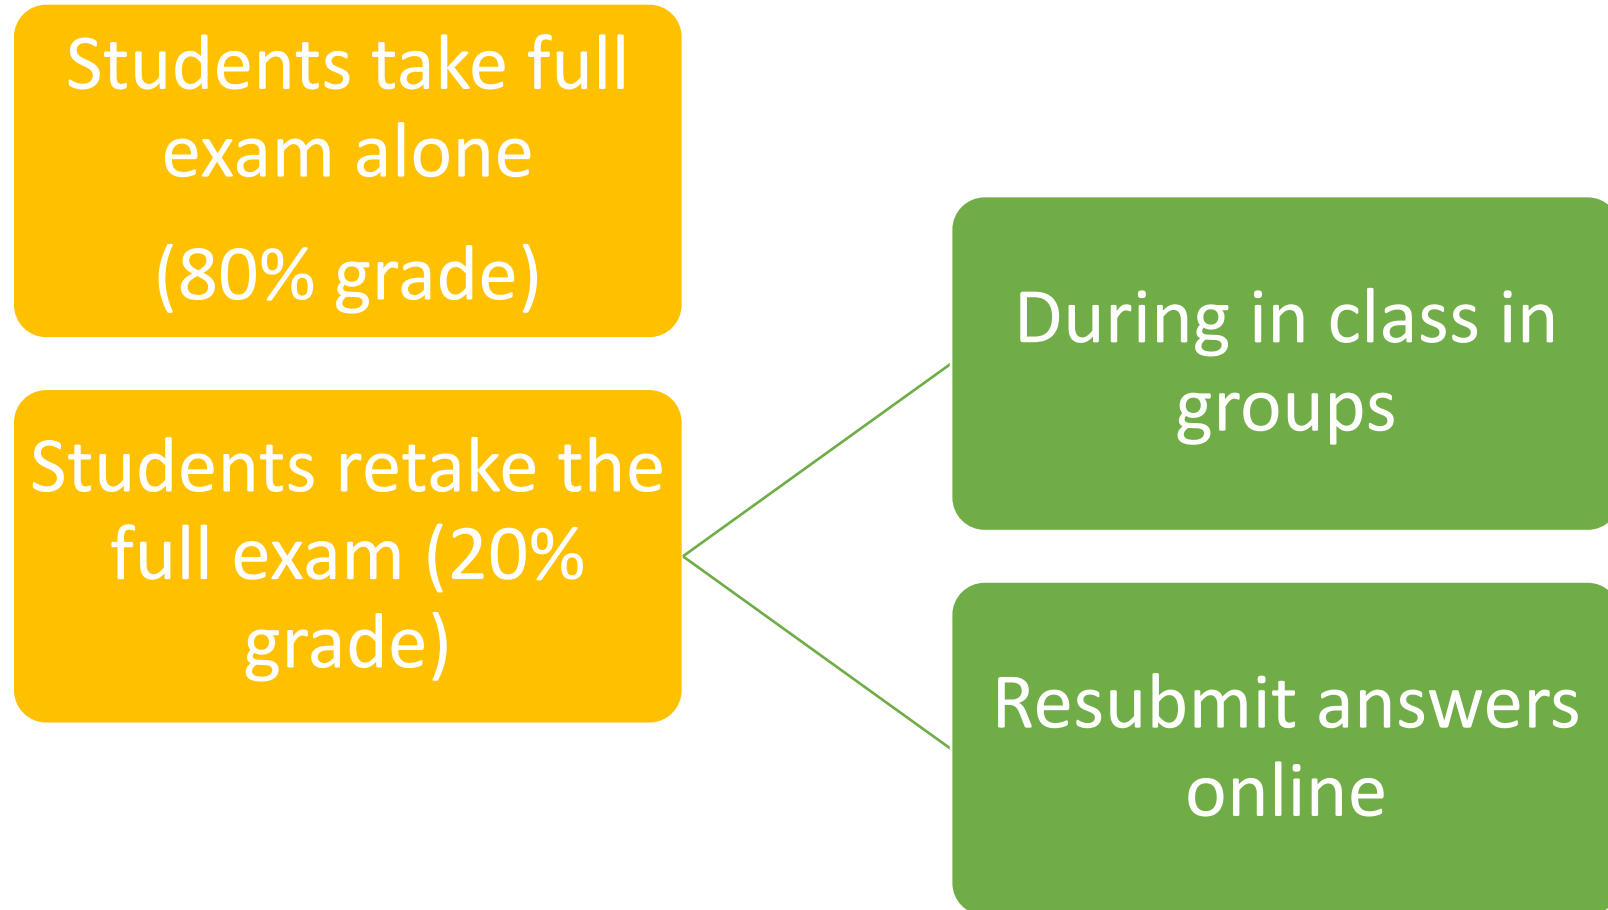 Students take full
exam alone
(80% grade)
Students retake the
full exam (20%
grade)
During in class in
groups
Resubmit answers
online